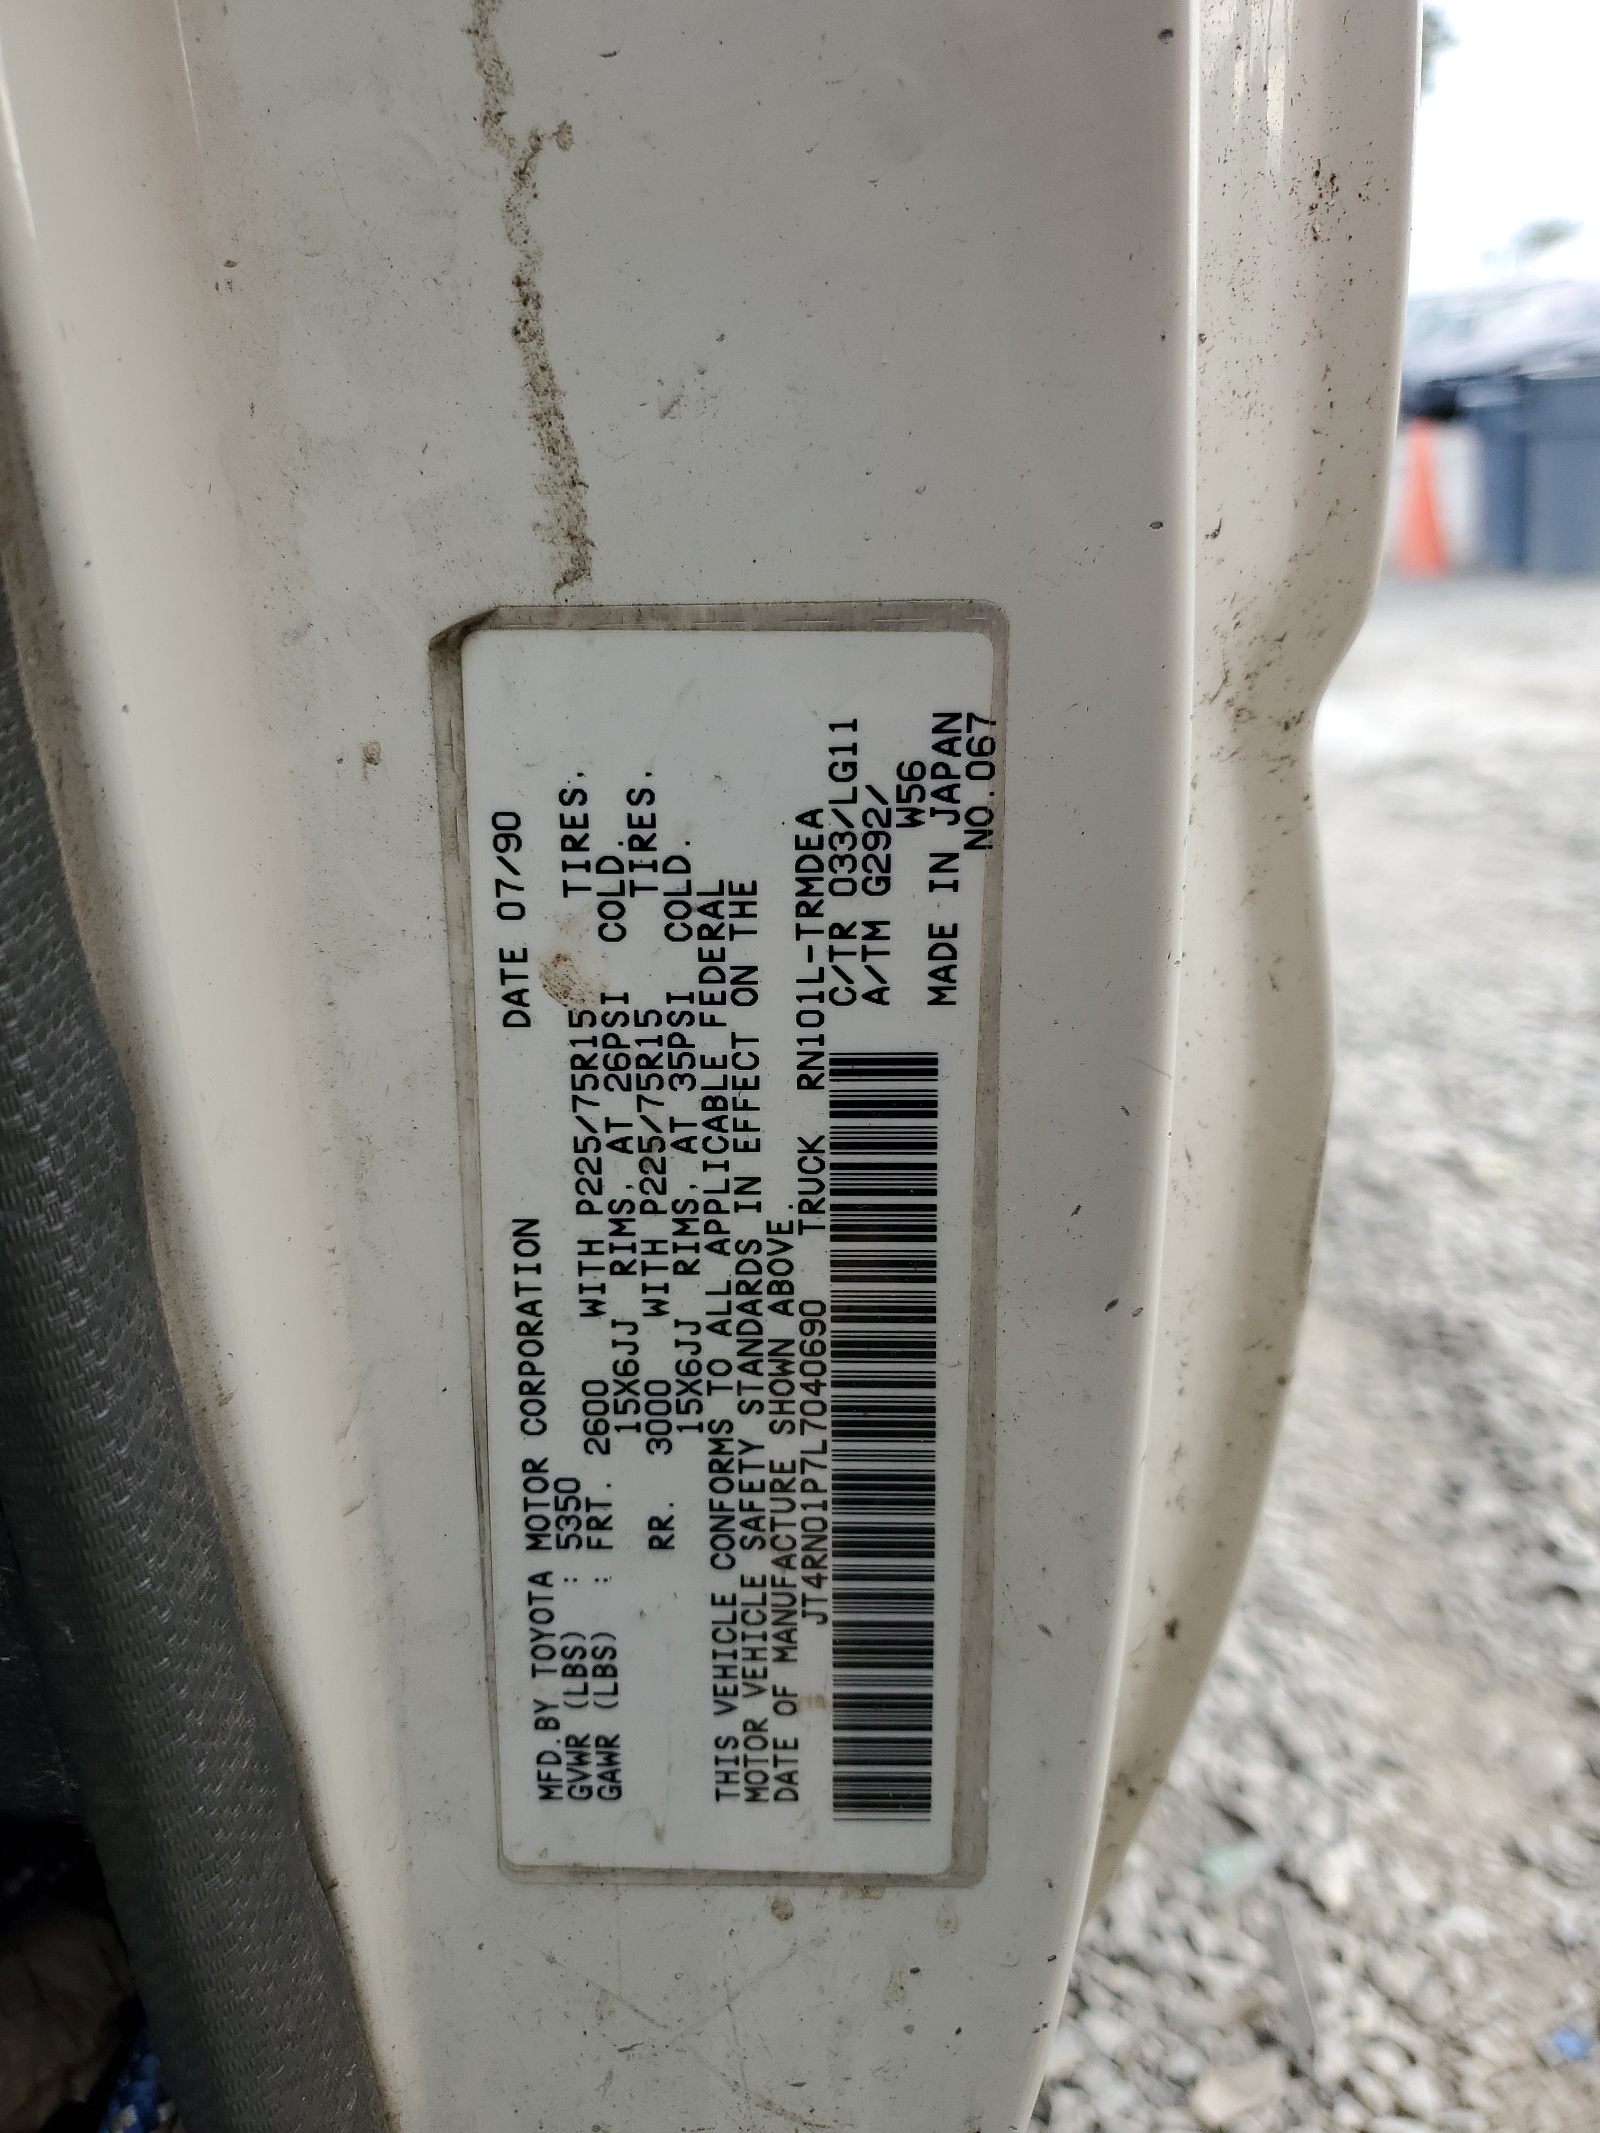 DATE 07/90
MFD.BY TOYOTA MOTOR CORPORATION
GVWR (LBS) : 5350
GAWR (LBS) : FRT. 2600 WITH P225/75R15 TIRES,
15X6JJ RIMS, AT 26PSI COLD.
RR. 3000 WITH P225/75R15 TIRES,
15X6JJ RIMS, AT 35PSI COLD.
THIS VEHICLE CONFORMS TO ALL APPLICABLE FEDERAL
MOTOR VEHICLE SAFETY STANDARDS IN EFFECT ON THE
DATE OF MANUFACTURE SHOWN ABOVE.
JT4RN01P7L7040690 TRUCK RN101L-TRMDEA
C/TR 033/LG11
A/TM G292/
W56
MADE IN JAPAN
NO.067